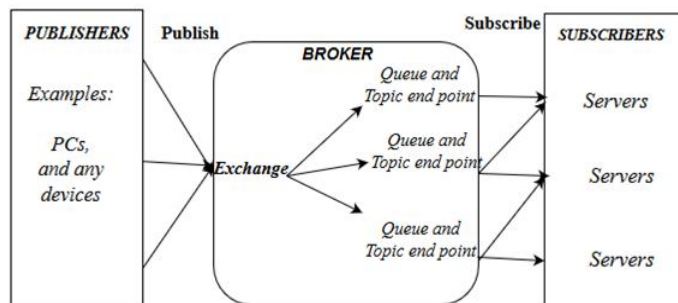 PUBLISHERS
Examples:
PCs,
and any
devices
Publish
BROKER
Exchange
Queue and
Topic end point
Queue and
Topic end point
Queue and
Topic end point
Subscribe
SUBSCRIBERS
Servers
Servers
Servers